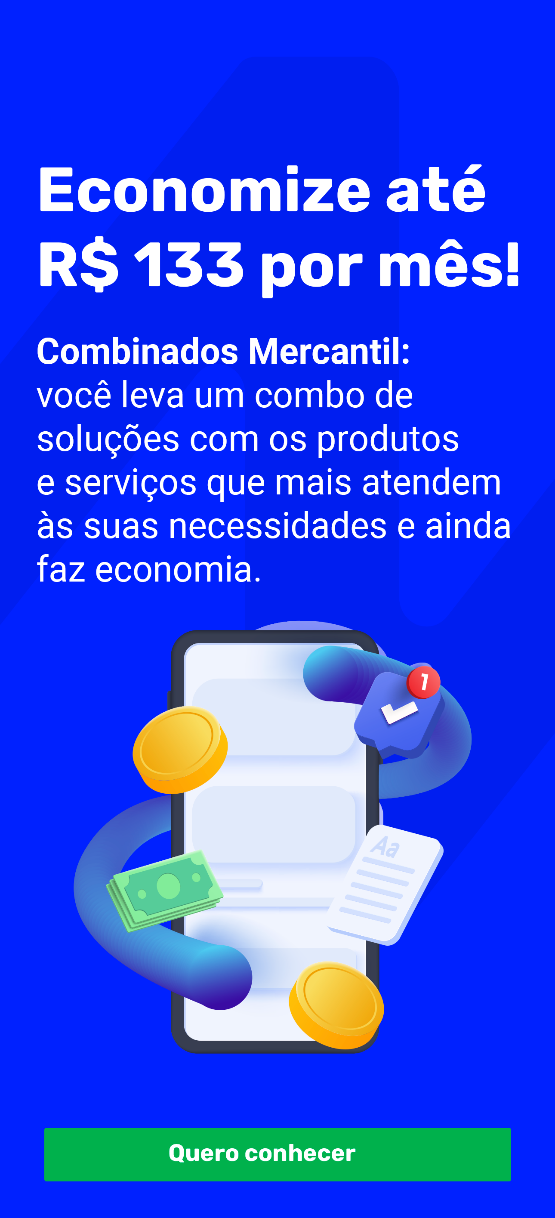 Economize até
R$ 133 por mês!
Combinados Mercantil:
você leva um combo de
soluções com os produtos
e serviços que mais atendem
às suas necessidades e ainda
faz economia.
1
Aa
Quero conhecer